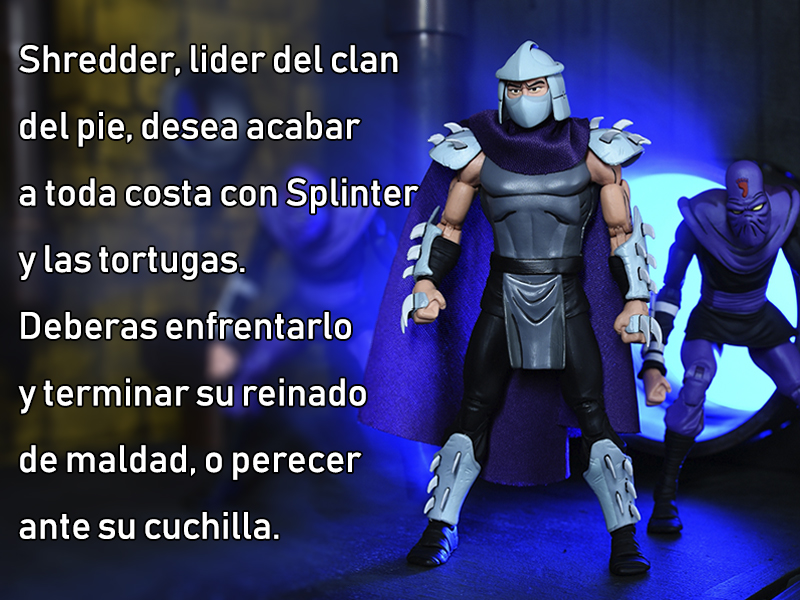 Shredder, lider del clan
del pie, desea acabar
a toda costa con Splinter
y las tortugas.
Deberas enfrentarlo
y terminar su reinado
de maldad, o perecer
ante su cuchilla.